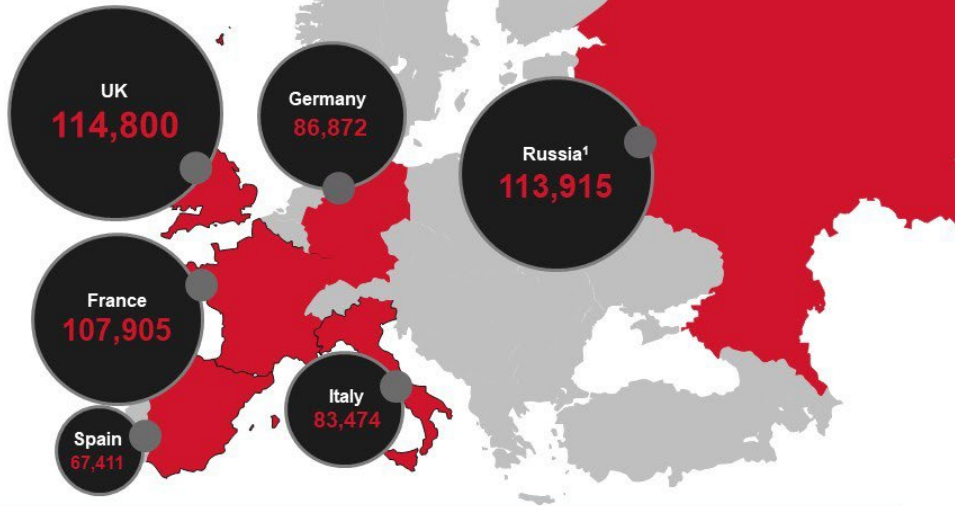 UK
114,800
Germany
86,872
Russia¹
113,915
France
107,905
Italy
83,474
Spain
67,411